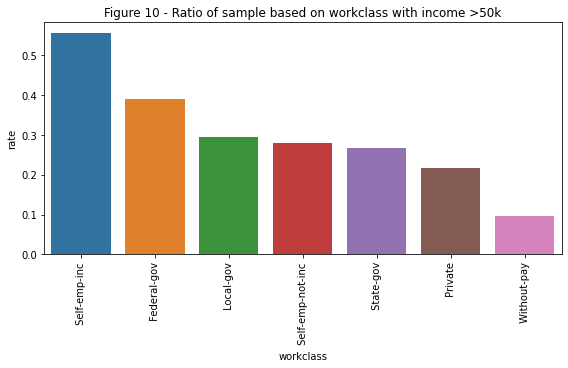 Figure 10 - Ratio of sample based on workclass with income >50k
rate
0.5
0.4
0.3
0.2
0.1
0.0
Self-emp-inc
Federal-gov
Local-gov
Self-emp-not-inc
State-gov
Private
Without-pay
workclass